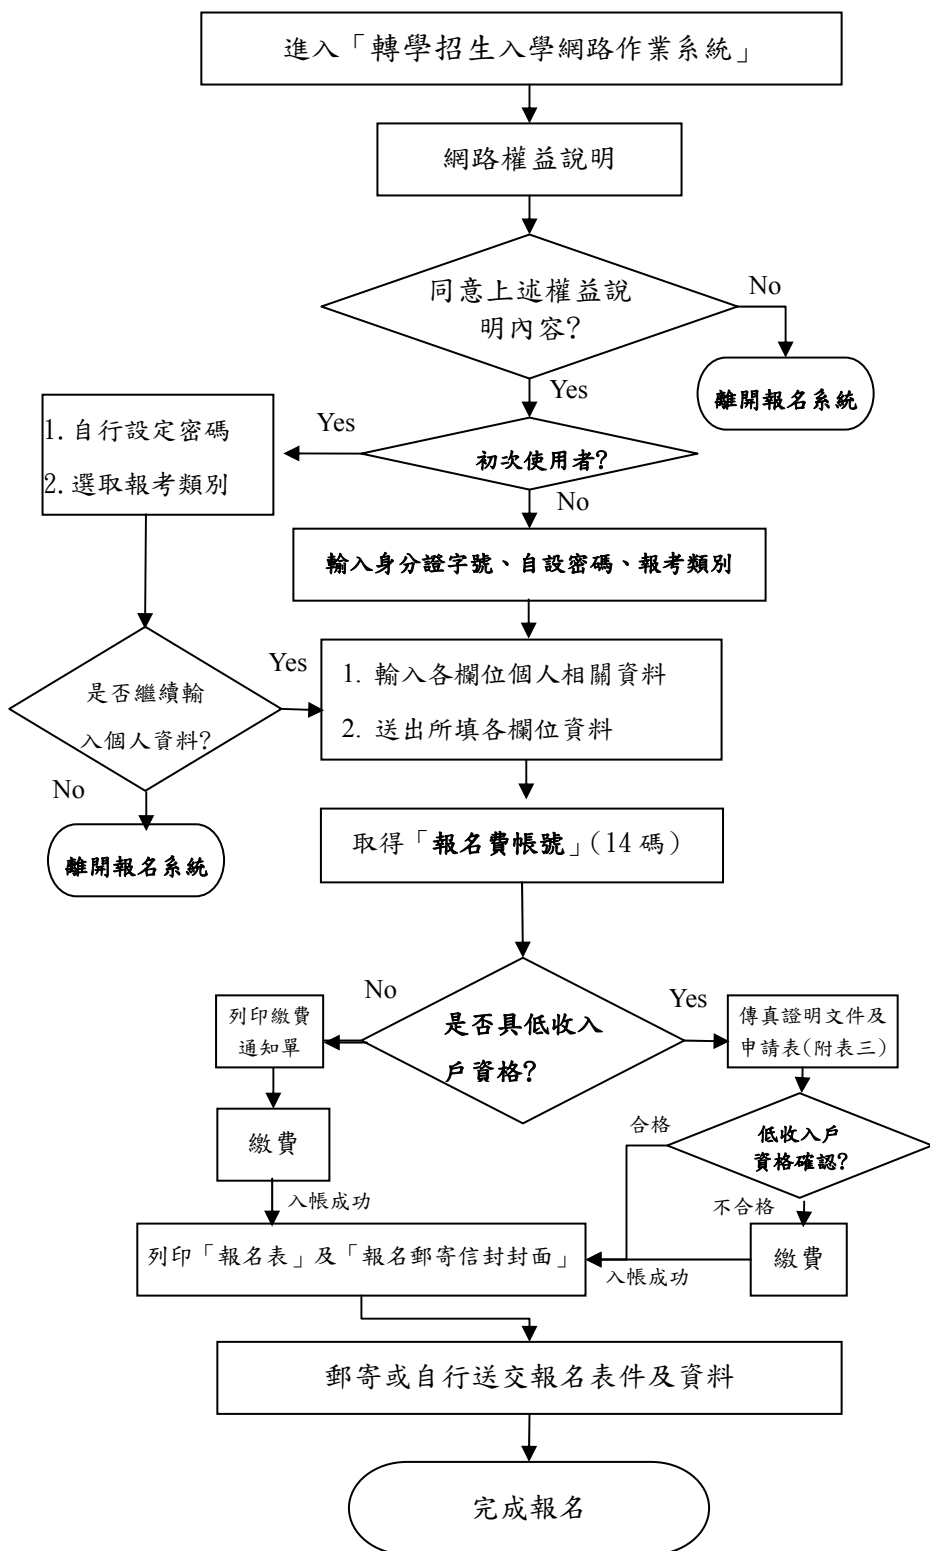 進入「轉學招生入學網路作業系統」
網路權益說明
同意上述權益說
明內容?
No
離開報名系統
Yes
初次使用者?
Yes
1.自行設定密碼
2.選取報考類別
No
輸入身分證字號、自設密碼、報考類別
是否繼續輸
入個人資料?
Yes
1. 輸入各欄位個人相關資料
2. 送出所填各欄位資料
No
離開報名系統
取得「報名費帳號」(14 碼)
是否具低收入
戶資格?
No
列印繳費
通知單
Yes
傳真證明文件及
申請表(附表三)
繳費
合格
低收入戶
資格確認?
入帳成功
不合格
列印「報名表」及「報名郵寄信封封面」
入帳成功
繳費
郵寄或自行送交報名表件及資料
完成報名